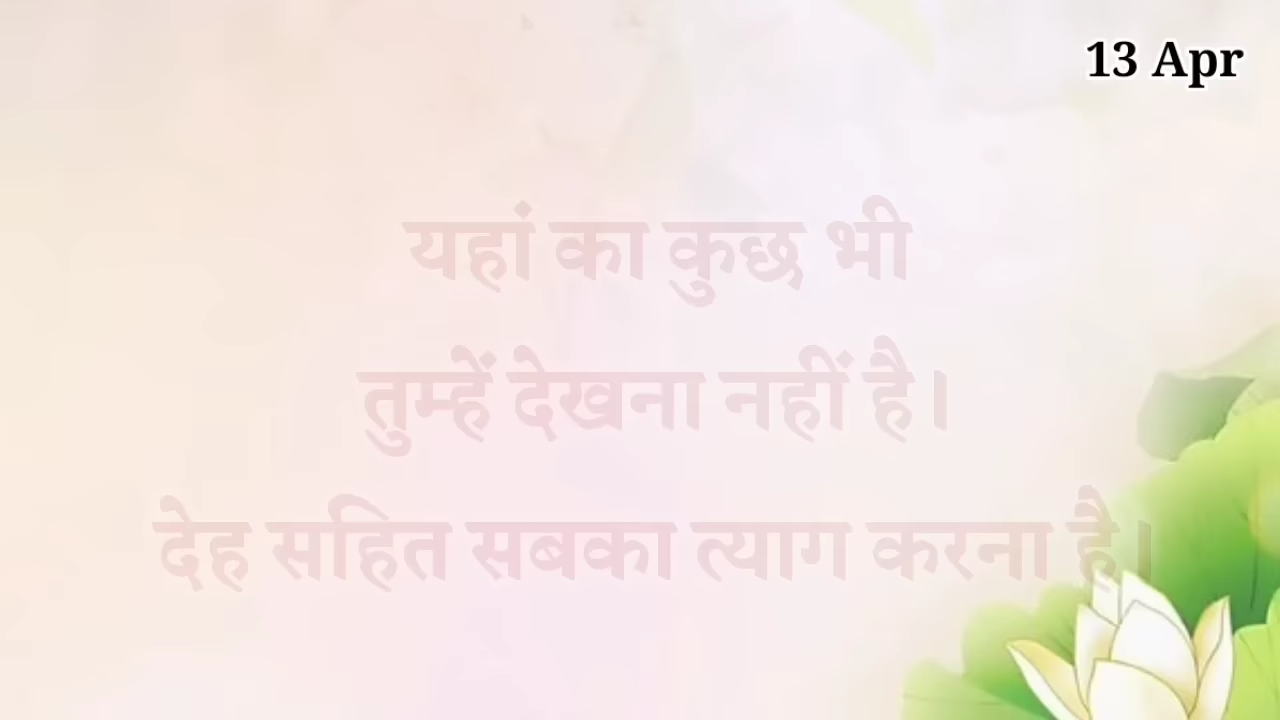 13 Apr
यहां का कुछ भी
तुम्हें देखना नहीं है।
देह सहित सबका त्याग करना है।